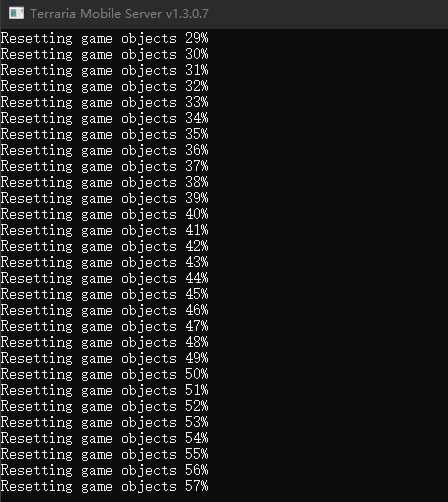 Terraria Mobile Server v1.3.0.7
Resetting game objects 29%
Resetting game objects 30%
Resetting game objects 31%
Resetting game objects 32%
Resetting game objects 33%
Resetting game objects 34%
Resetting game objects 35%
Resetting game objects 36%
Resetting game objects 37%
Resetting game objects 38%
Resetting game objects 39%
Resetting game objects 40%
Resetting game objects 41%
Resetting game objects 42%
Resetting game objects 43%
Resetting game objects 44%
Resetting game objects 45%
Resetting game objects 46%
Resetting game objects 47%
Resetting game objects 48%
Resetting game objects 49%
Resetting game objects 50%
Resetting game objects 51%
Resetting game objects 52%
Resetting game objects 53%
Resetting game objects 54%
Resetting game objects 55%
Resetting game objects 56%
Resetting game objects 57%